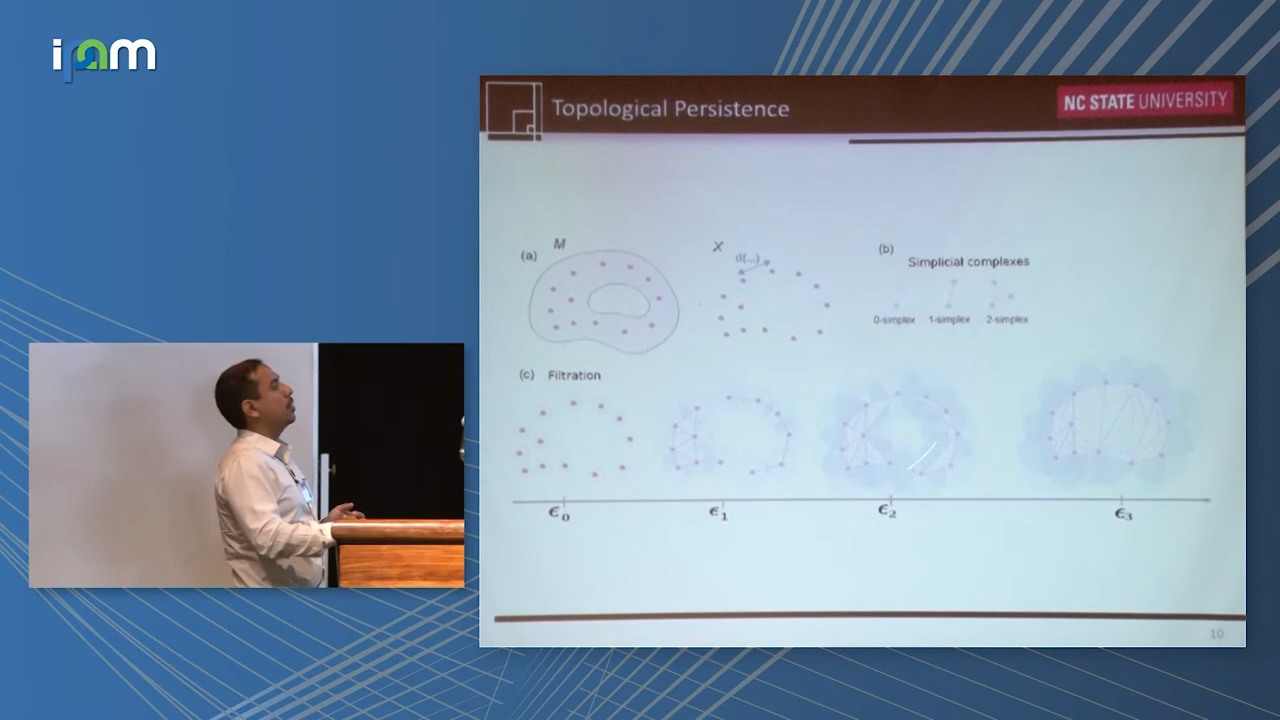 ipam
Topological Persistence
NC STATE UNIVERSITY
(a)
M
X
d(.,.)
(b)
Simplicial complexes
0-simplex 1-simplex 2-simplex
(c) Filtration
ϵ0 ϵ1 ϵ2 ϵ3
10